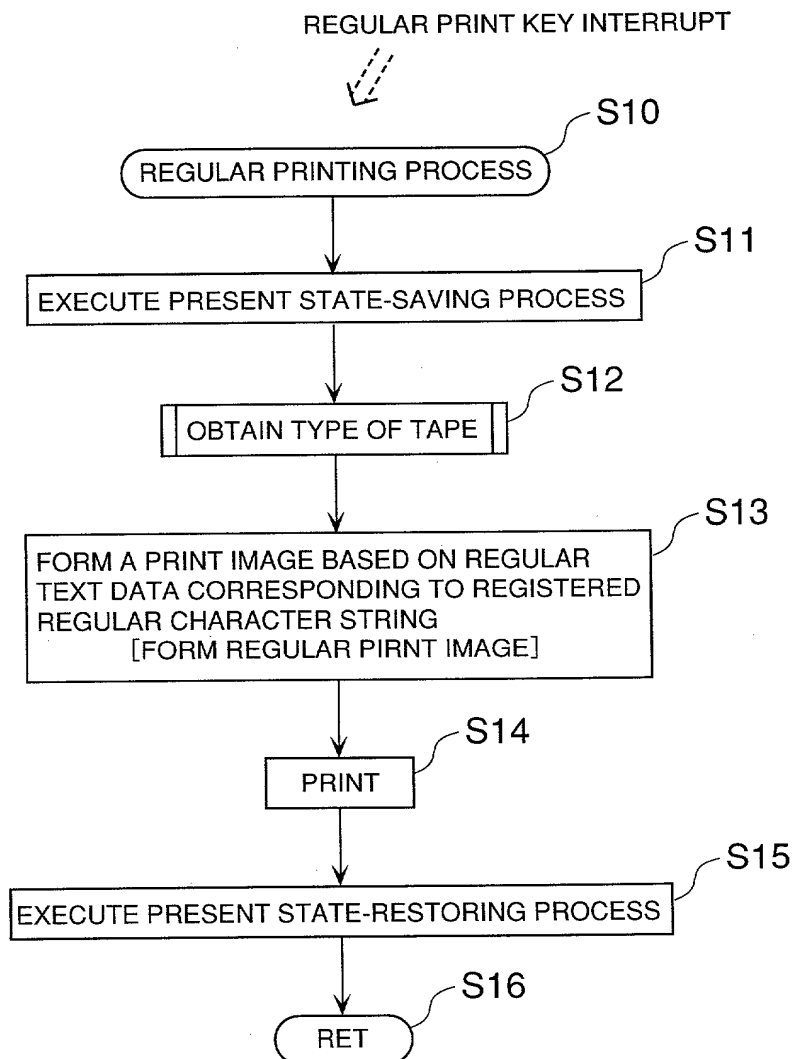 REGULAR PRINT KEY INTERRUPT
S10
REGULAR PRINTING PROCESS
S11
EXECUTE PRESENT STATE-SAVING PROCESS
S12
OBTAIN TYPE OF TAPE
S13
FORM A PRINT IMAGE BASED ON REGULAR
TEXT DATA CORRESPONDING TO REGISTERED
REGULAR CHARACTER STRING
[FORM REGULAR PIRNT IMAGE]
S14
PRINT
S15
EXECUTE PRESENT STATE-RESTORING PROCESS
S16
RET